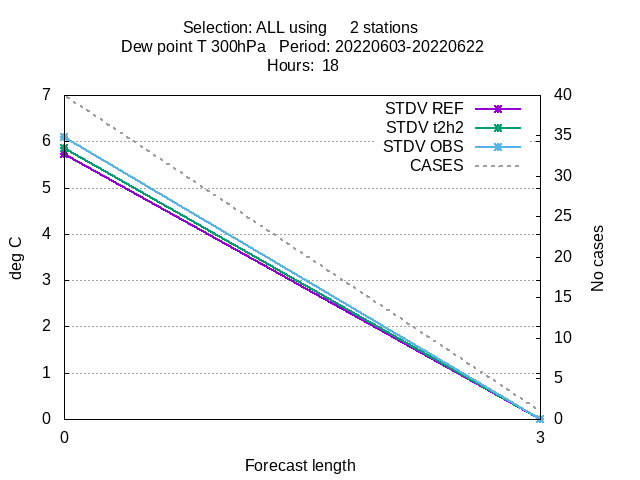 Selection: ALL using 2 stations
Dew point T 300hPa Period: 20220603-20220622
Hours: 18
7
6
5
4
3
2
1
0
40
35
30
25
20
15
10
5
0
STDV REF
STDV t2h2
STDV OBS
CASES
deg C
No cases
0
3
Forecast length